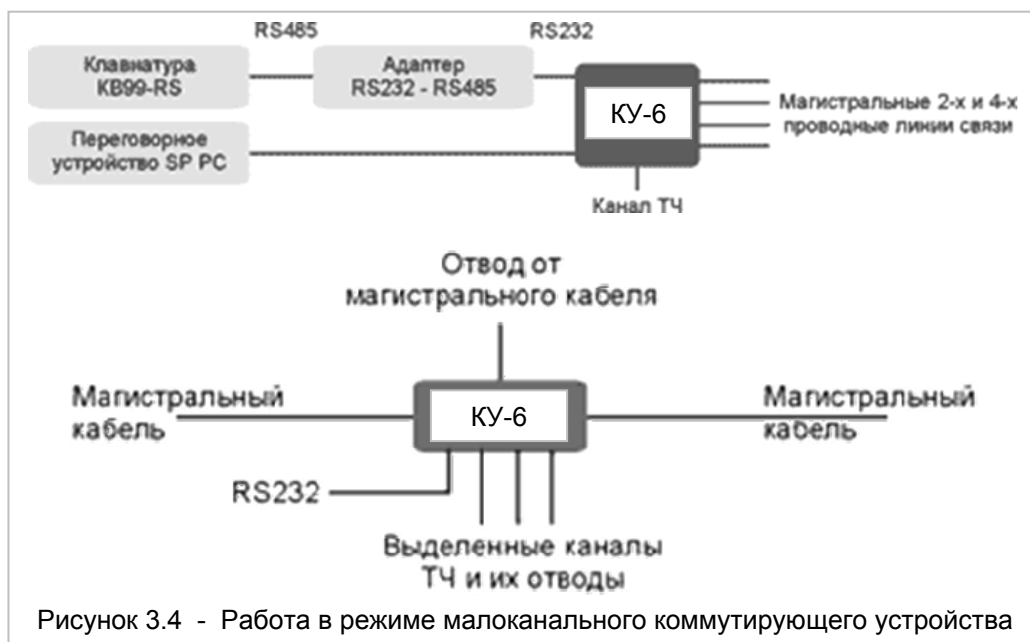 RS485
RS232
Клавиатура
КВ99-RS
Адаптер
RS232 - RS485
КУ-6
Магистральные 2-х и 4-х
проводные линии связи
Переговорное
устройство SP PC
Канал ТЧ
Отвод от
магистрального кабеля
Магистральный
кабель
КУ-6
Магистральный
кабель
RS232
Выделенные каналы
ТЧ и их отводы
Рисунок 3.4 - Работа в режиме малоканального коммутирующего устройства